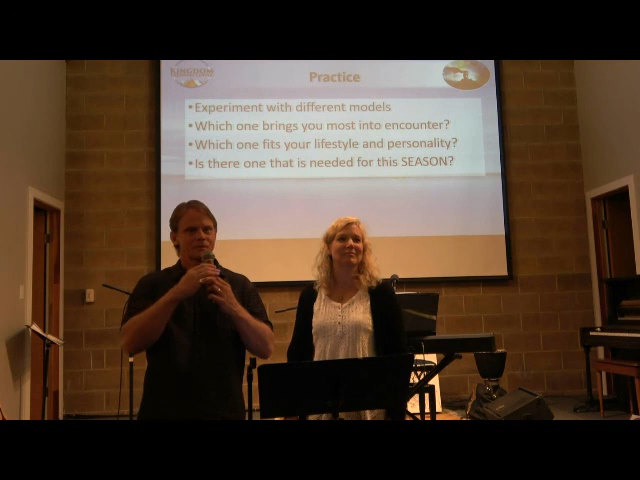 KINGDOM
Practice
•Experiment with different models
•Which one brings you most into encounter?
•Which one fits your lifestyle and personality?
•Is there one that is needed for this SEASON?